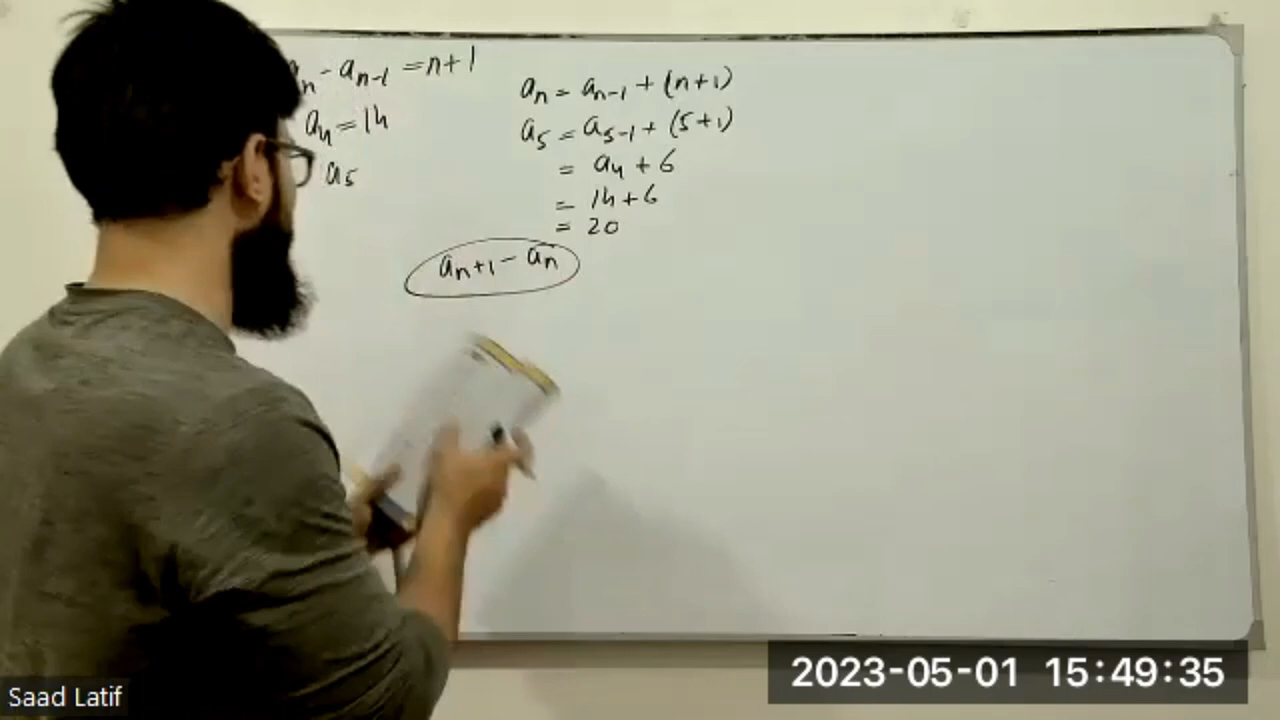 aₙ - aₙ₋₁ = n+1
a₄ = 14
a₅
aₙ = aₙ₋₁ + (n+1)
a₅ = a₅₋₁ + (5+1)
= a₄ + 6
= 14 + 6
= 20
aₙ₊₁ - aₙ
2023-05-01 15:49:35
Saad Latif